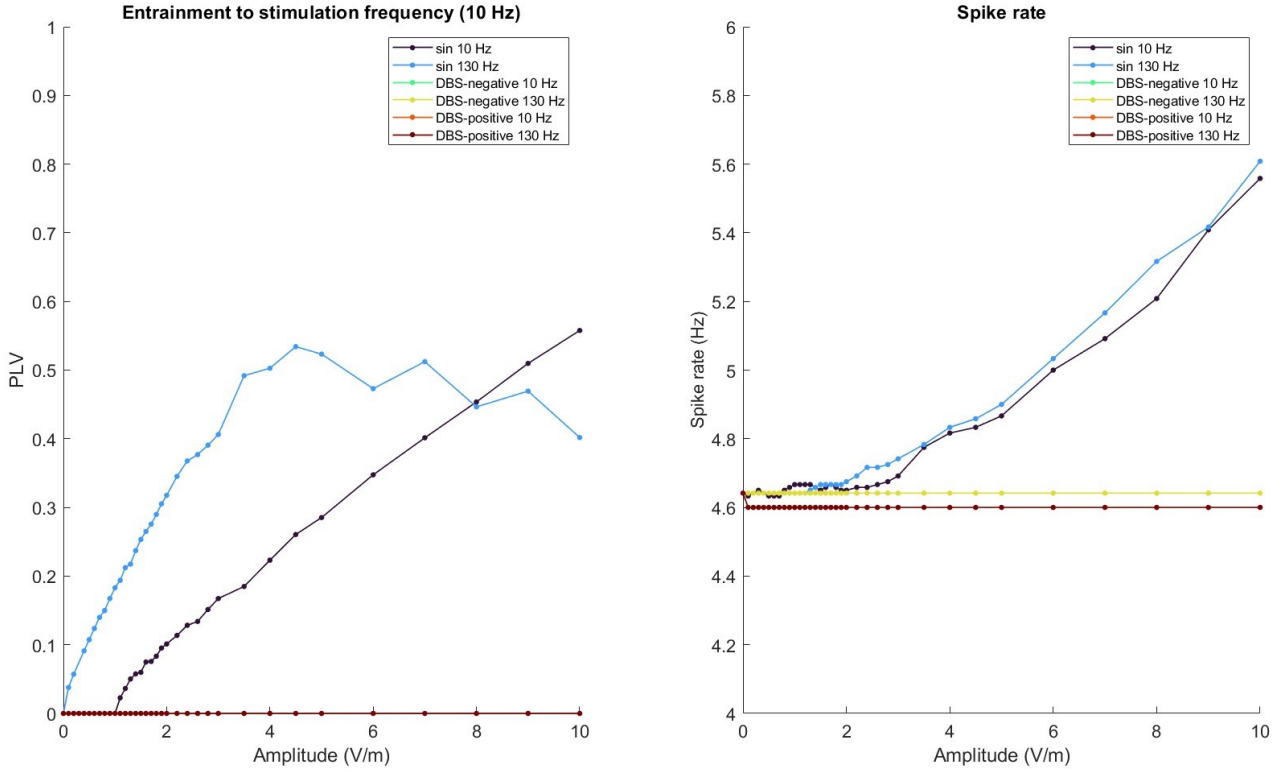 Entrainment to stimulation frequency (10 Hz)
1
0.9
0.8
0.7
0.6
0.5
0.4
0.3
0.2
0.1
0
PLV
0
2
4
6
8
10
Amplitude (V/m)
sin 10 Hz
sin 130 Hz
DBS-negative 10 Hz
DBS-negative 130 Hz
DBS-positive 10 Hz
DBS-positive 130 Hz
Spike rate
6
5.8
5.6
5.4
5.2
5
4.8
4.6
4.4
4.2
4
Spike rate (Hz)
0
2
4
6
8
10
Amplitude (V/m)
sin 10 Hz
sin 130 Hz
DBS-negative 10 Hz
DBS-negative 130 Hz
DBS-positive 10 Hz
DBS-positive 130 Hz